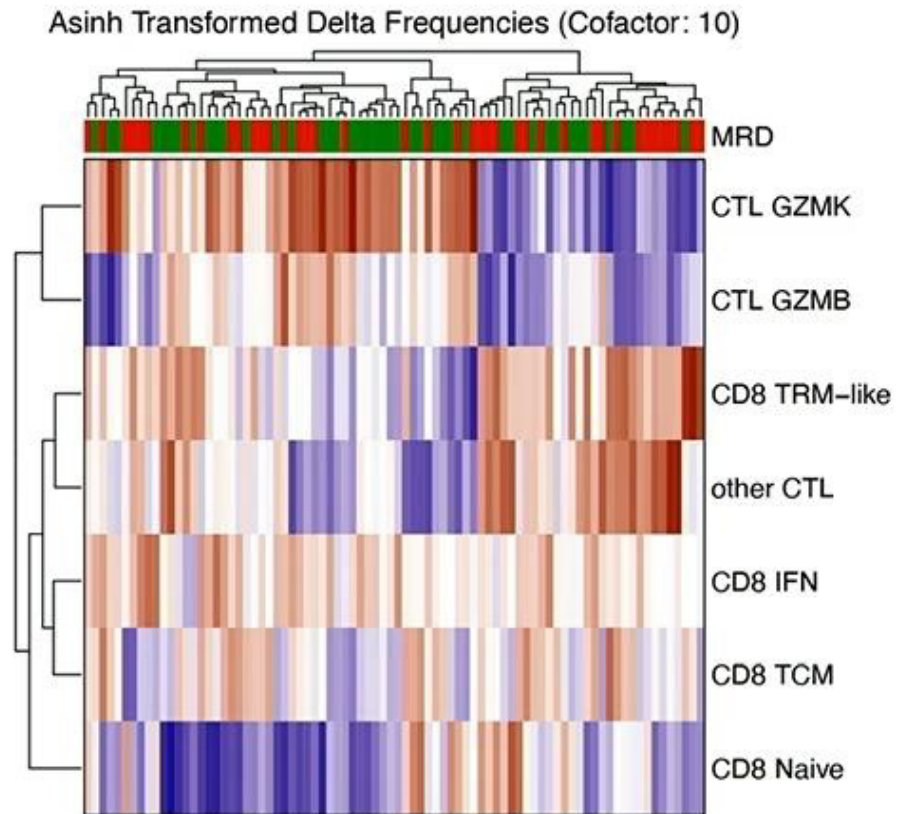 Asinh Transformed Delta Frequencies (Cofactor: 10)
MRD
CTL GZMK
CTL GZMB
CD8 TRM−like
other CTL
CD8 IFN
CD8 TCM
CD8 Naive